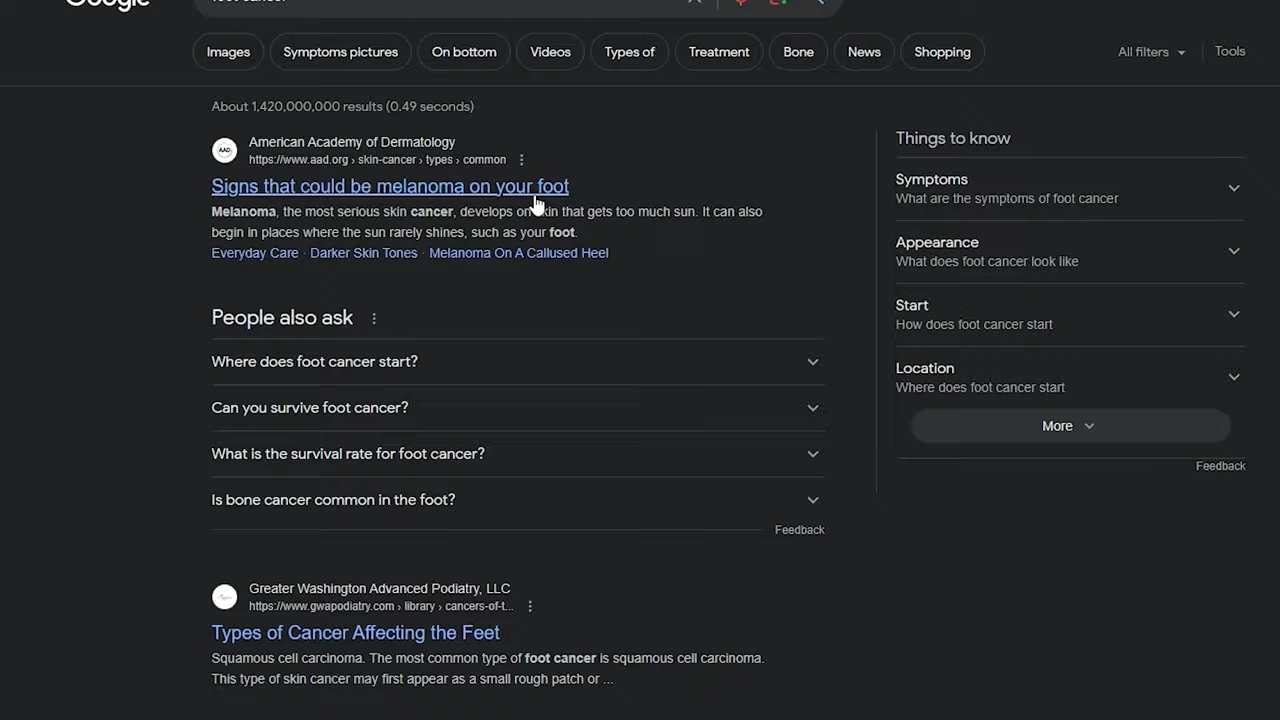 Google foot cancer
Images Symptoms pictures On bottom Videos Types of Treatment Bone News Shopping All filters Tools
About 1,420,000,000 results (0.49 seconds)
AAD
American Academy of Dermatology
https://www.aad.org › skin-cancer › types › common
Signs that could be melanoma on your foot
Melanoma, the most serious skin cancer, develops on skin that gets too much sun. It can also
begin in places where the sun rarely shines, such as your foot.
Everyday Care · Darker Skin Tones · Melanoma On A Callused Heel
People also ask
Where does foot cancer start?
Can you survive foot cancer?
What is the survival rate for foot cancer?
Is bone cancer common in the foot?
Feedback
Greater Washington Advanced Podiatry, LLC
https://www.gwapodiatry.com › library › cancers-of-t...
Types of Cancer Affecting the Feet
Squamous cell carcinoma. The most common type of foot cancer is squamous cell carcinoma.
This type of skin cancer may first appear as a small rough patch or ...
Things to know
Symptoms
What are the symptoms of foot cancer
Appearance
What does foot cancer look like
Start
How does foot cancer start
Location
Where does foot cancer start
More
Feedback